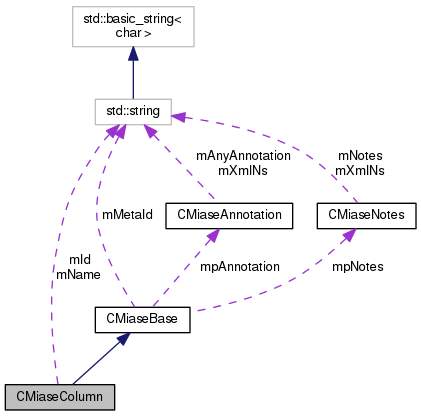 std::basic_string<
char >
std::string
mAnyAnnotation
mXmlNs
mNotes
mXmlNs
mMetaId
CMiaseAnnotation
CMiaseNotes
mId
mName
mpAnnotation
mpNotes
CMiaseBase
CMiaseColumn